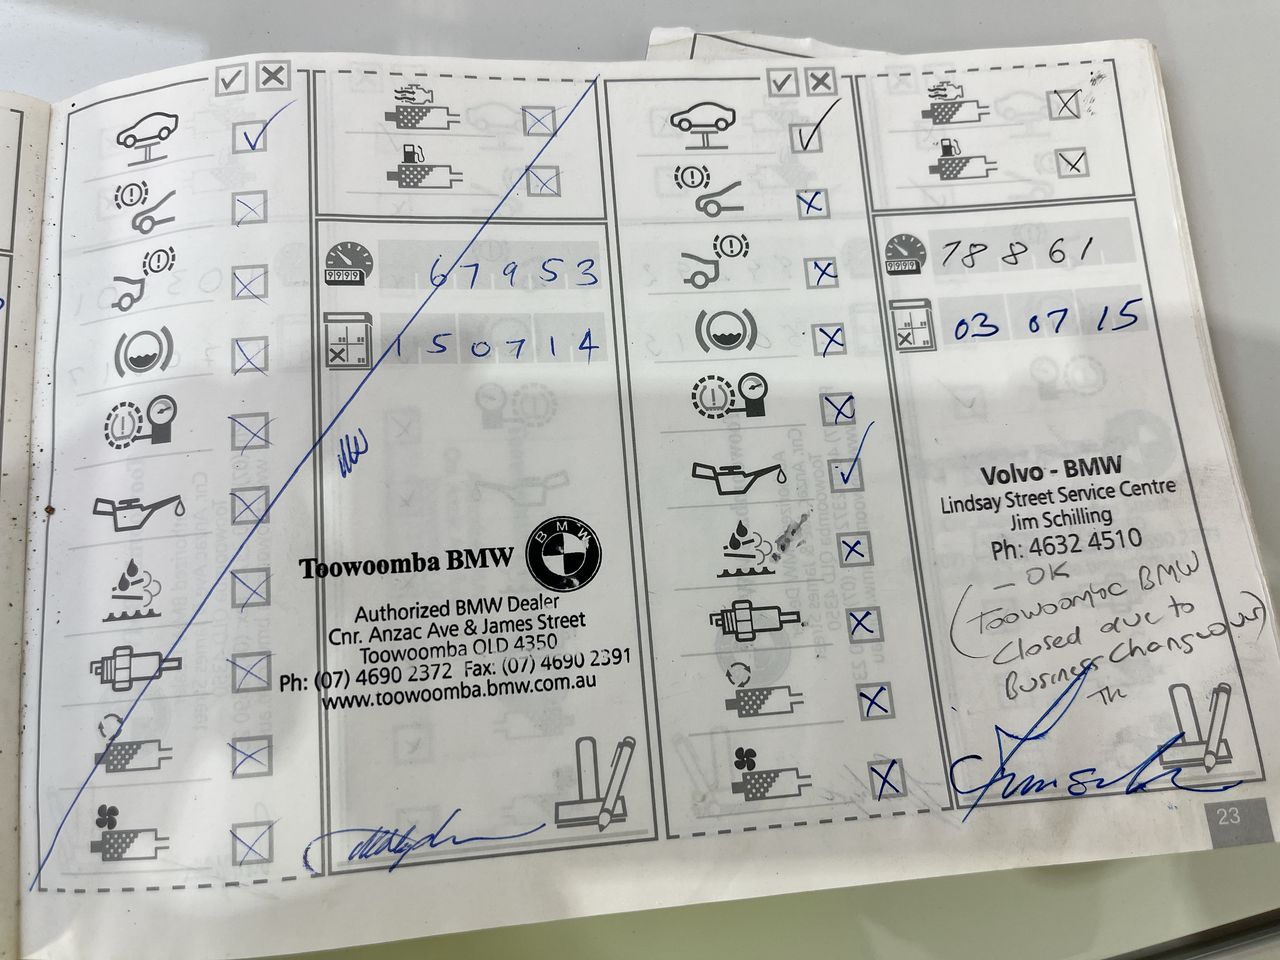 67953
150714
Toowoomba BMW
BMW
Authorized BMW Dealer
Cnr. Anzac Ave & James Street
Toowoomba QLD 4350
Ph: (07) 4690 2372 Fax: (07) 4690 2391
www.toowoomba.bmw.com.au
9999
78861
9999
03 07 15
Volvo - BMW
Lindsay Street Service Centre
Jim Schilling
Ph: 4632 4510
- OK
(Toowoomba BMW
Closed due to
Business Changeover)
23